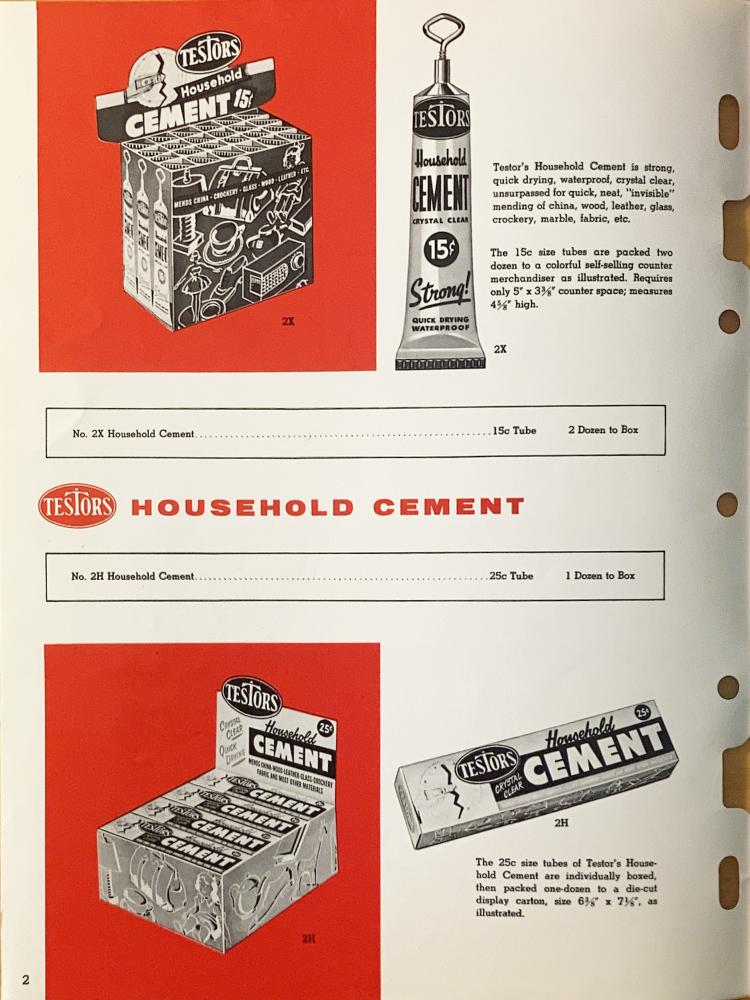 TESTORS
Household
CEMENT 15¢
MENDS CHINA - CROCKERY - GLASS - WOOD - LEATHER - ETC.
2X
TESTORS
Household
CEMENT
CRYSTAL CLEAR
15¢
Strong!
QUICK DRYING
WATERPROOF
2X
Testor's Household Cement is strong,
quick drying, waterproof, crystal clear,
unsurpassed for quick, neat, "invisible"
mending of china, wood, leather, glass,
crockery, marble, fabric, etc.
The 15c size tubes are packed two
dozen to a colorful self-selling counter
merchandiser as illustrated. Requires
only 5" x 3⅜" counter space; measures
4⅝" high.
No. 2X Household Cement 15c Tube 2 Dozen to Box
TESTORS HOUSEHOLD CEMENT
No. 2H Household Cement 25c Tube 1 Dozen to Box
TESTORS
25¢
CRYSTAL
CLEAR
QUICK
DRYING
Household
CEMENT
MENDS CHINA-WOOD-LEATHER-GLASS-CROCKERY
FABRIC AND MOST OTHER MATERIALS
TESTORS CEMENT
TESTORS CEMENT
TESTORS CEMENT
TESTORS CEMENT
2H
25¢
Household
TESTORS CEMENT
CRYSTAL
CLEAR
2H
The 25c size tubes of Testor's House-
hold Cement are individually boxed,
then packed one-dozen to a die-cut
display carton, size 6⅜" x 7⅛", as
illustrated.
2